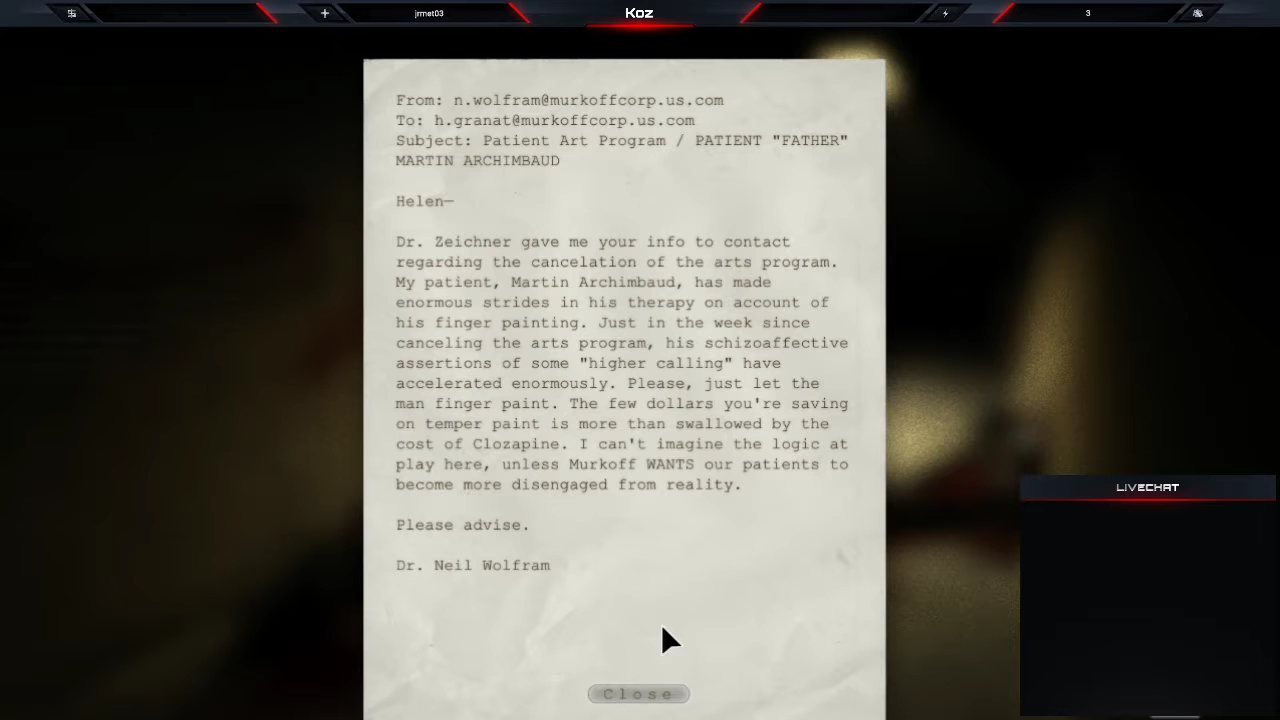 jrmet03
Koz
3
From: n.wolfram@murkoffcorp.us.com
To: h.granat@murkoffcorp.us.com
Subject: Patient Art Program / PATIENT "FATHER"
MARTIN ARCHIMBAUD
Helen—
Dr. Zeichner gave me your info to contact
regarding the cancelation of the arts program.
My patient, Martin Archimbaud, has made
enormous strides in his therapy on account of
his finger painting. Just in the week since
canceling the arts program, his schizoaffective
assertions of some "higher calling" have
accelerated enormously. Please, just let the
man finger paint. The few dollars you're saving
on temper paint is more than swallowed by the
cost of Clozapine. I can't imagine the logic at
play here, unless Murkoff WANTS our patients to
become more disengaged from reality.
Please advise.
Dr. Neil Wolfram
Close
LIVECHAT